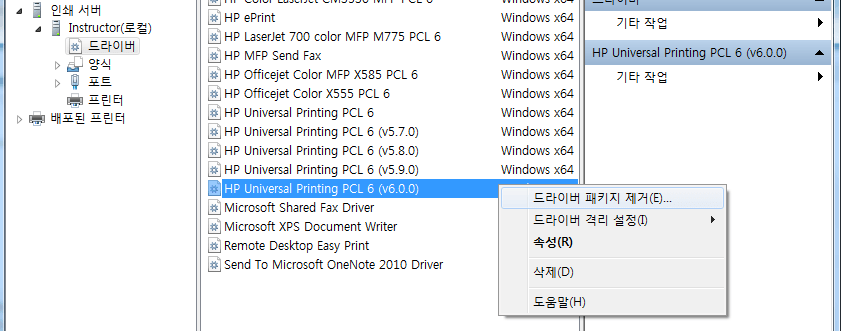 인쇄 서버
Instructor(로컬)
드라이버
양식
포트
프린터
배포된 프린터
HP Color LaserJet CM3530 MFP PCL 6 Windows x64
HP ePrint Windows x64
HP LaserJet 700 color MFP M775 PCL 6 Windows x64
HP MFP Send Fax Windows x64
HP Officejet Color MFP X585 PCL 6 Windows x64
HP Officejet Color X555 PCL 6 Windows x64
HP Universal Printing PCL 6 Windows x64
HP Universal Printing PCL 6 (v5.7.0) Windows x64
HP Universal Printing PCL 6 (v5.8.0) Windows x64
HP Universal Printing PCL 6 (v5.9.0) Windows x64
HP Universal Printing PCL 6 (v6.0.0)
Microsoft Shared Fax Driver
Microsoft XPS Document Writer
Remote Desktop Easy Print
Send To Microsoft OneNote 2010 Driver
드라이버 패키지 제거(E)...
드라이버 격리 설정(I)
속성(R)
삭제(D)
도움말(H)
드라이버
기타 작업
HP Universal Printing PCL 6 (v6.0.0)
기타 작업